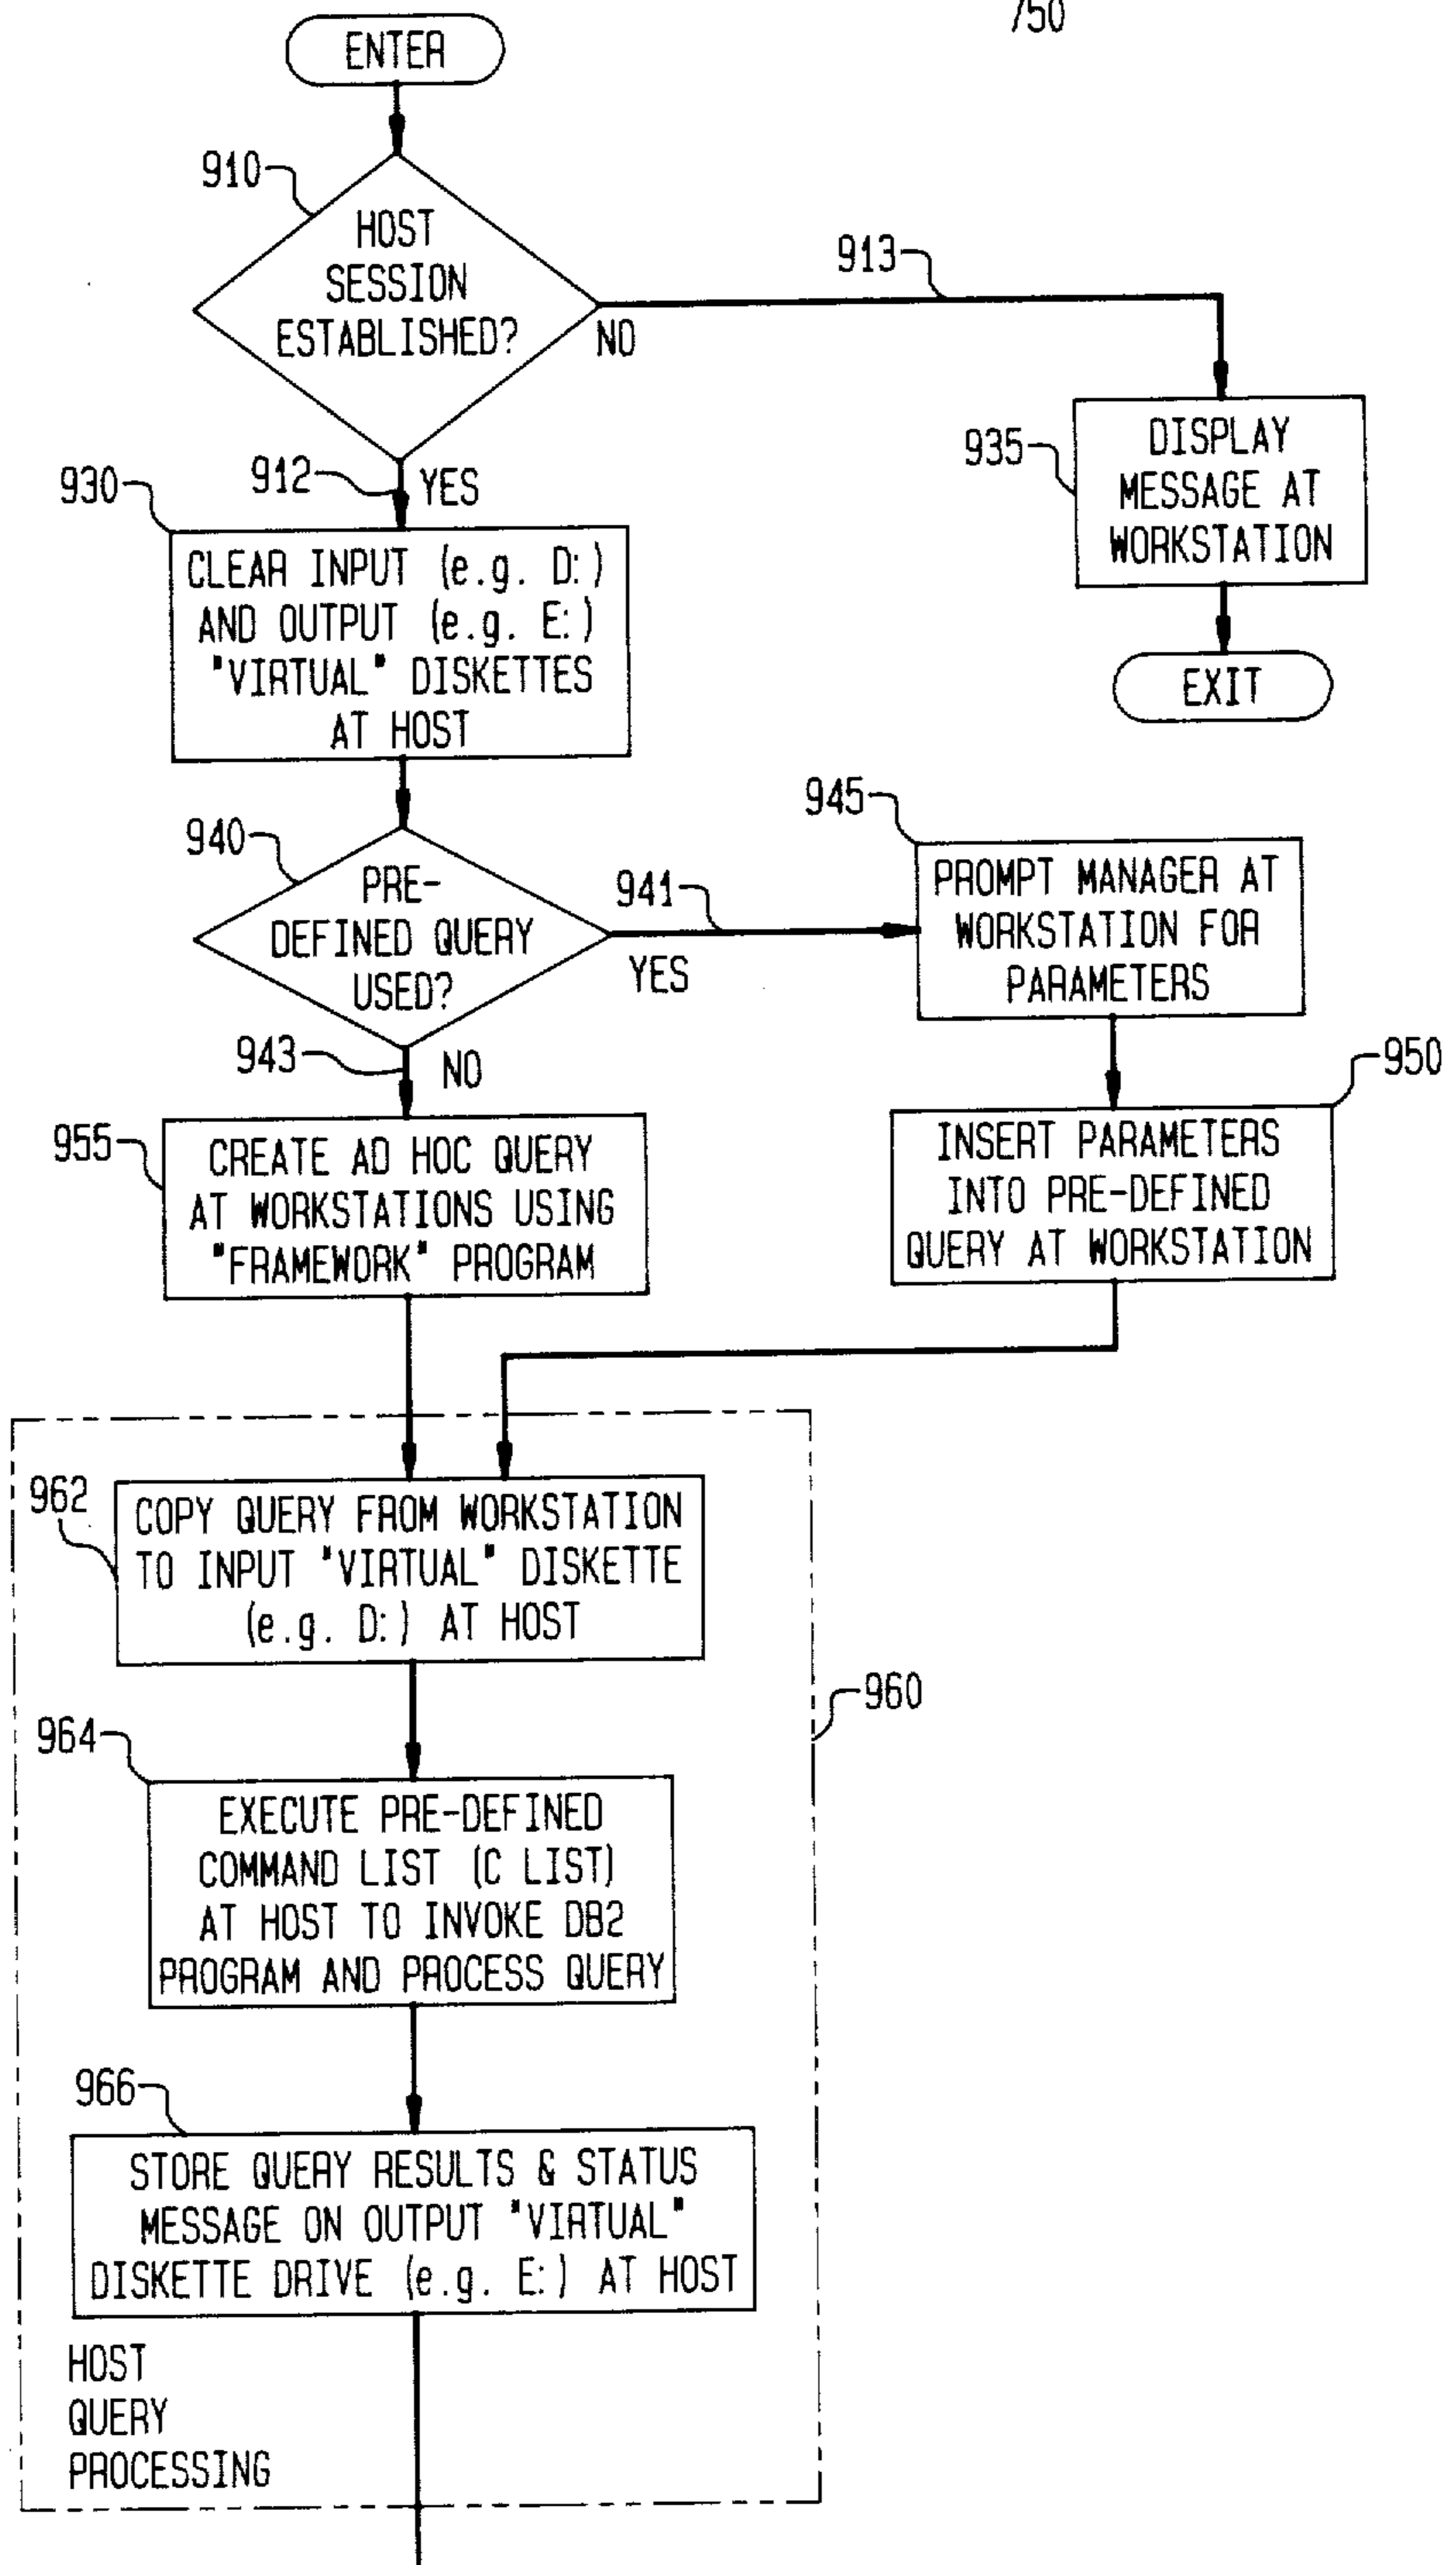 750
ENTER
910
HOST
SESSION
ESTABLISHED?
913
NO
912
YES
935
DISPLAY
MESSAGE AT
WORKSTATION
EXIT
930
CLEAR INPUT (e.g. D:)
AND OUTPUT (e.g. E:)
"VIRTUAL" DISKETTES
AT HOST
940
PRE-
DEFINED QUERY
USED?
941
YES
945
PROMPT MANAGER AT
WORKSTATION FOR
PARAMETERS
943
NO
950
INSERT PARAMETERS
INTO PRE-DEFINED
QUERY AT WORKSTATION
955
CREATE AD HOC QUERY
AT WORKSTATIONS USING
"FRAMEWORK" PROGRAM
962
COPY QUERY FROM WORKSTATION
TO INPUT "VIRTUAL" DISKETTE
(e.g. D:) AT HOST
960
964
EXECUTE PRE-DEFINED
COMMAND LIST (C LIST)
AT HOST TO INVOKE DB2
PROGRAM AND PROCESS QUERY
966
STORE QUERY RESULTS & STATUS
MESSAGE ON OUTPUT "VIRTUAL"
DISKETTE DRIVE (e.g. E:) AT HOST
HOST
QUERY
PROCESSING